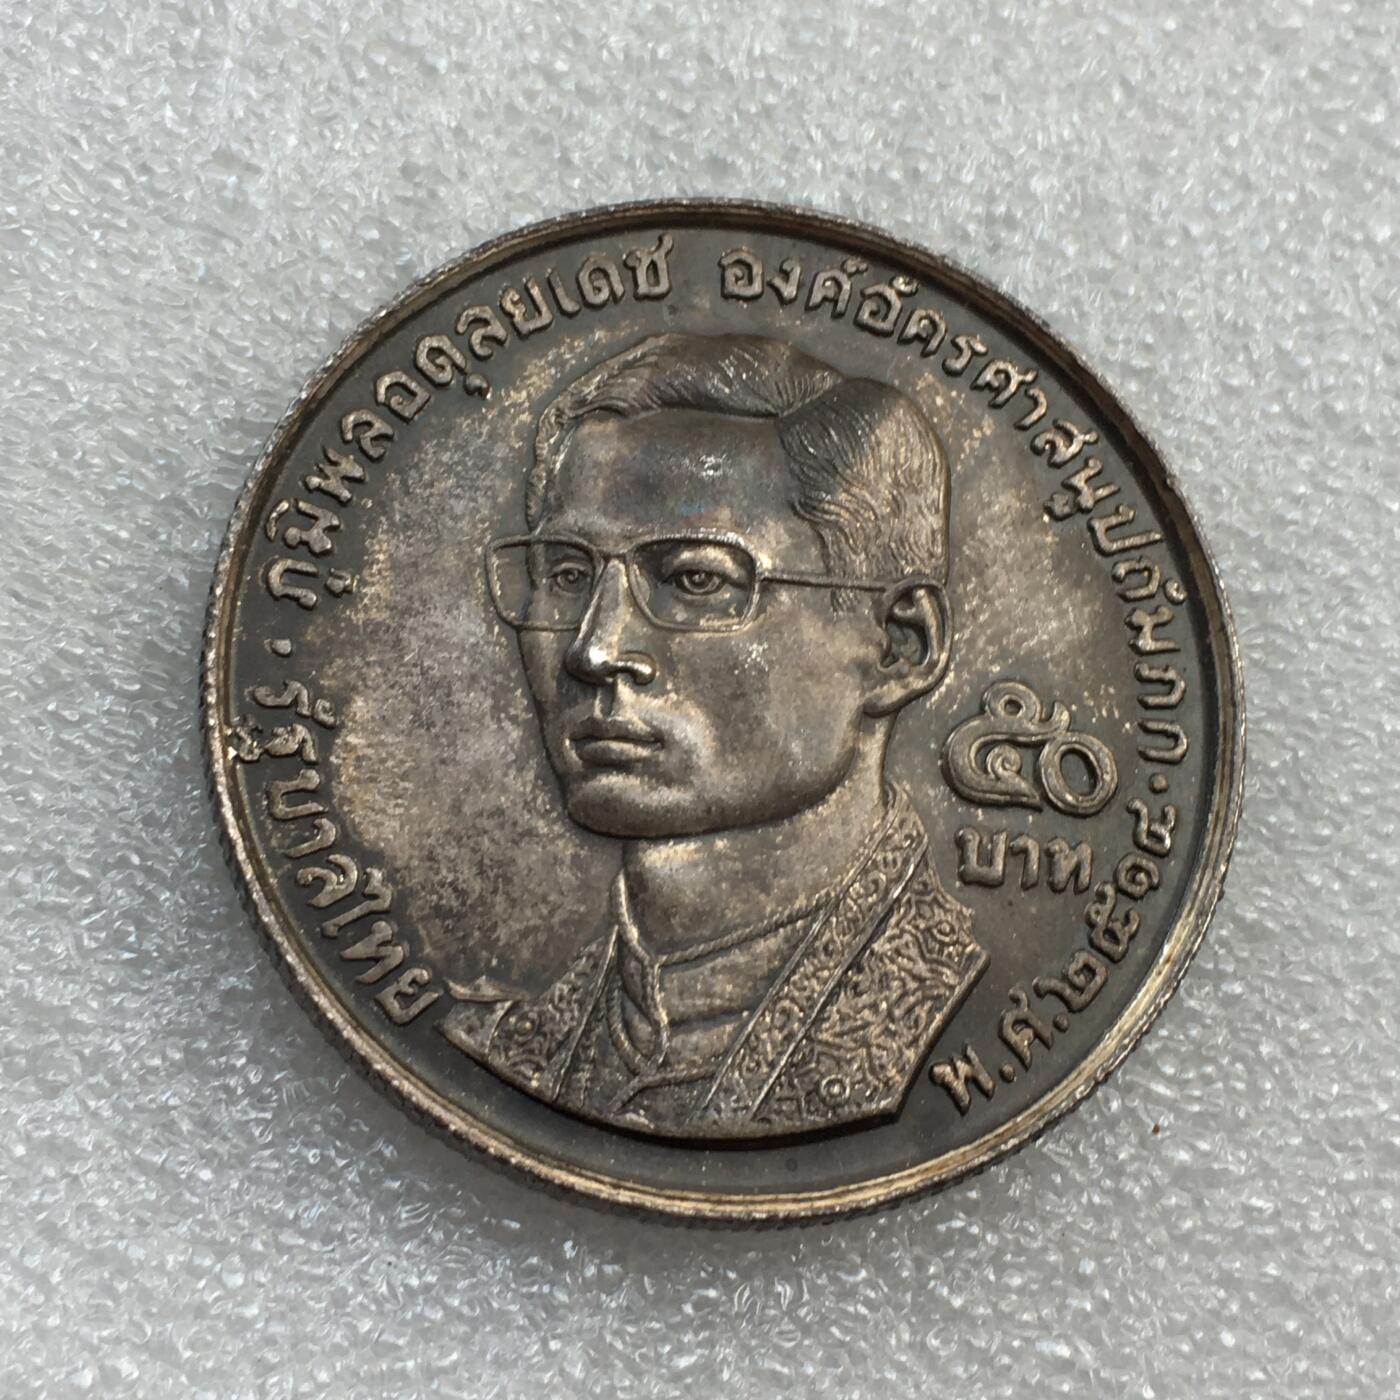 ภูมิพลอดุลยเดช องค์อัครศาสนูปถัมภก
๕๐
บาท
รัฐบาลไทย
พ.ศ.๒๕๑๔